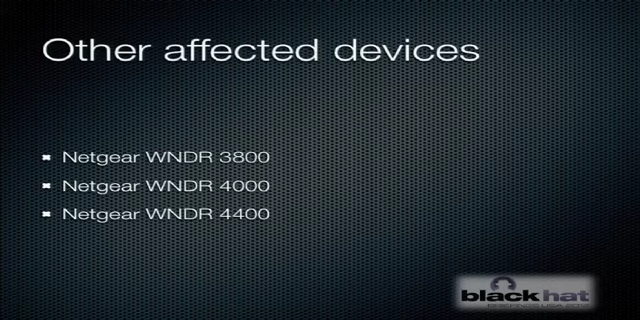 Other affected devices
Netgear WNDR 3800
Netgear WNDR 4000
Netgear WNDR 4400
black hat